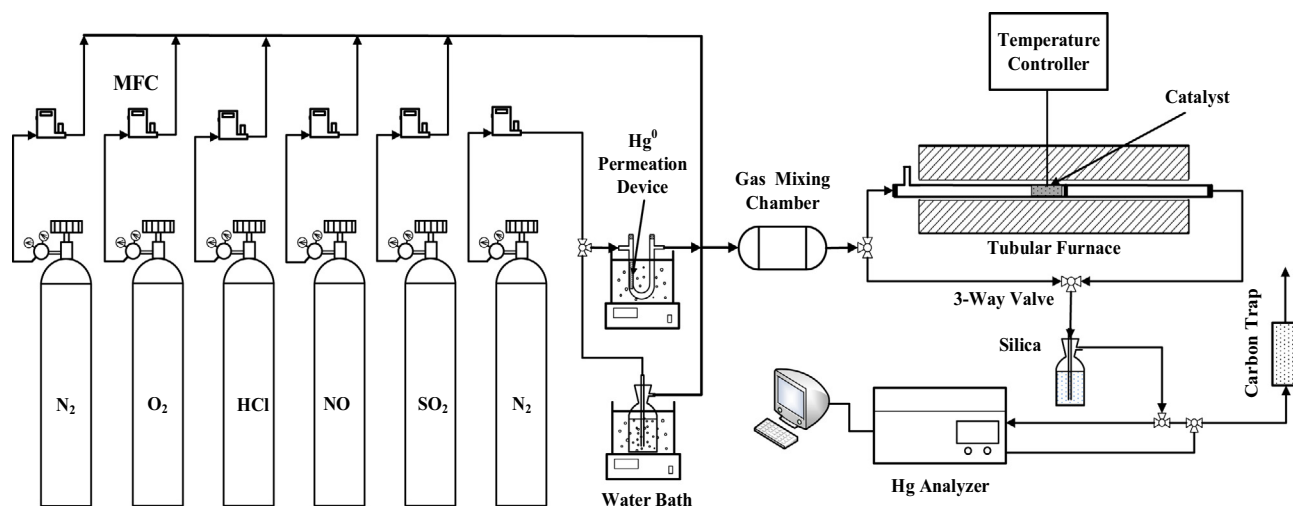 MFC
Temperature
Controller
Catalyst
Hg⁰
Permeation
Device
Gas Mixing
Chamber
Tubular Furnace
3-Way Valve
Silica
Carbon Trap
N₂
O₂
HCl
NO
SO₂
N₂
Water Bath
Hg Analyzer